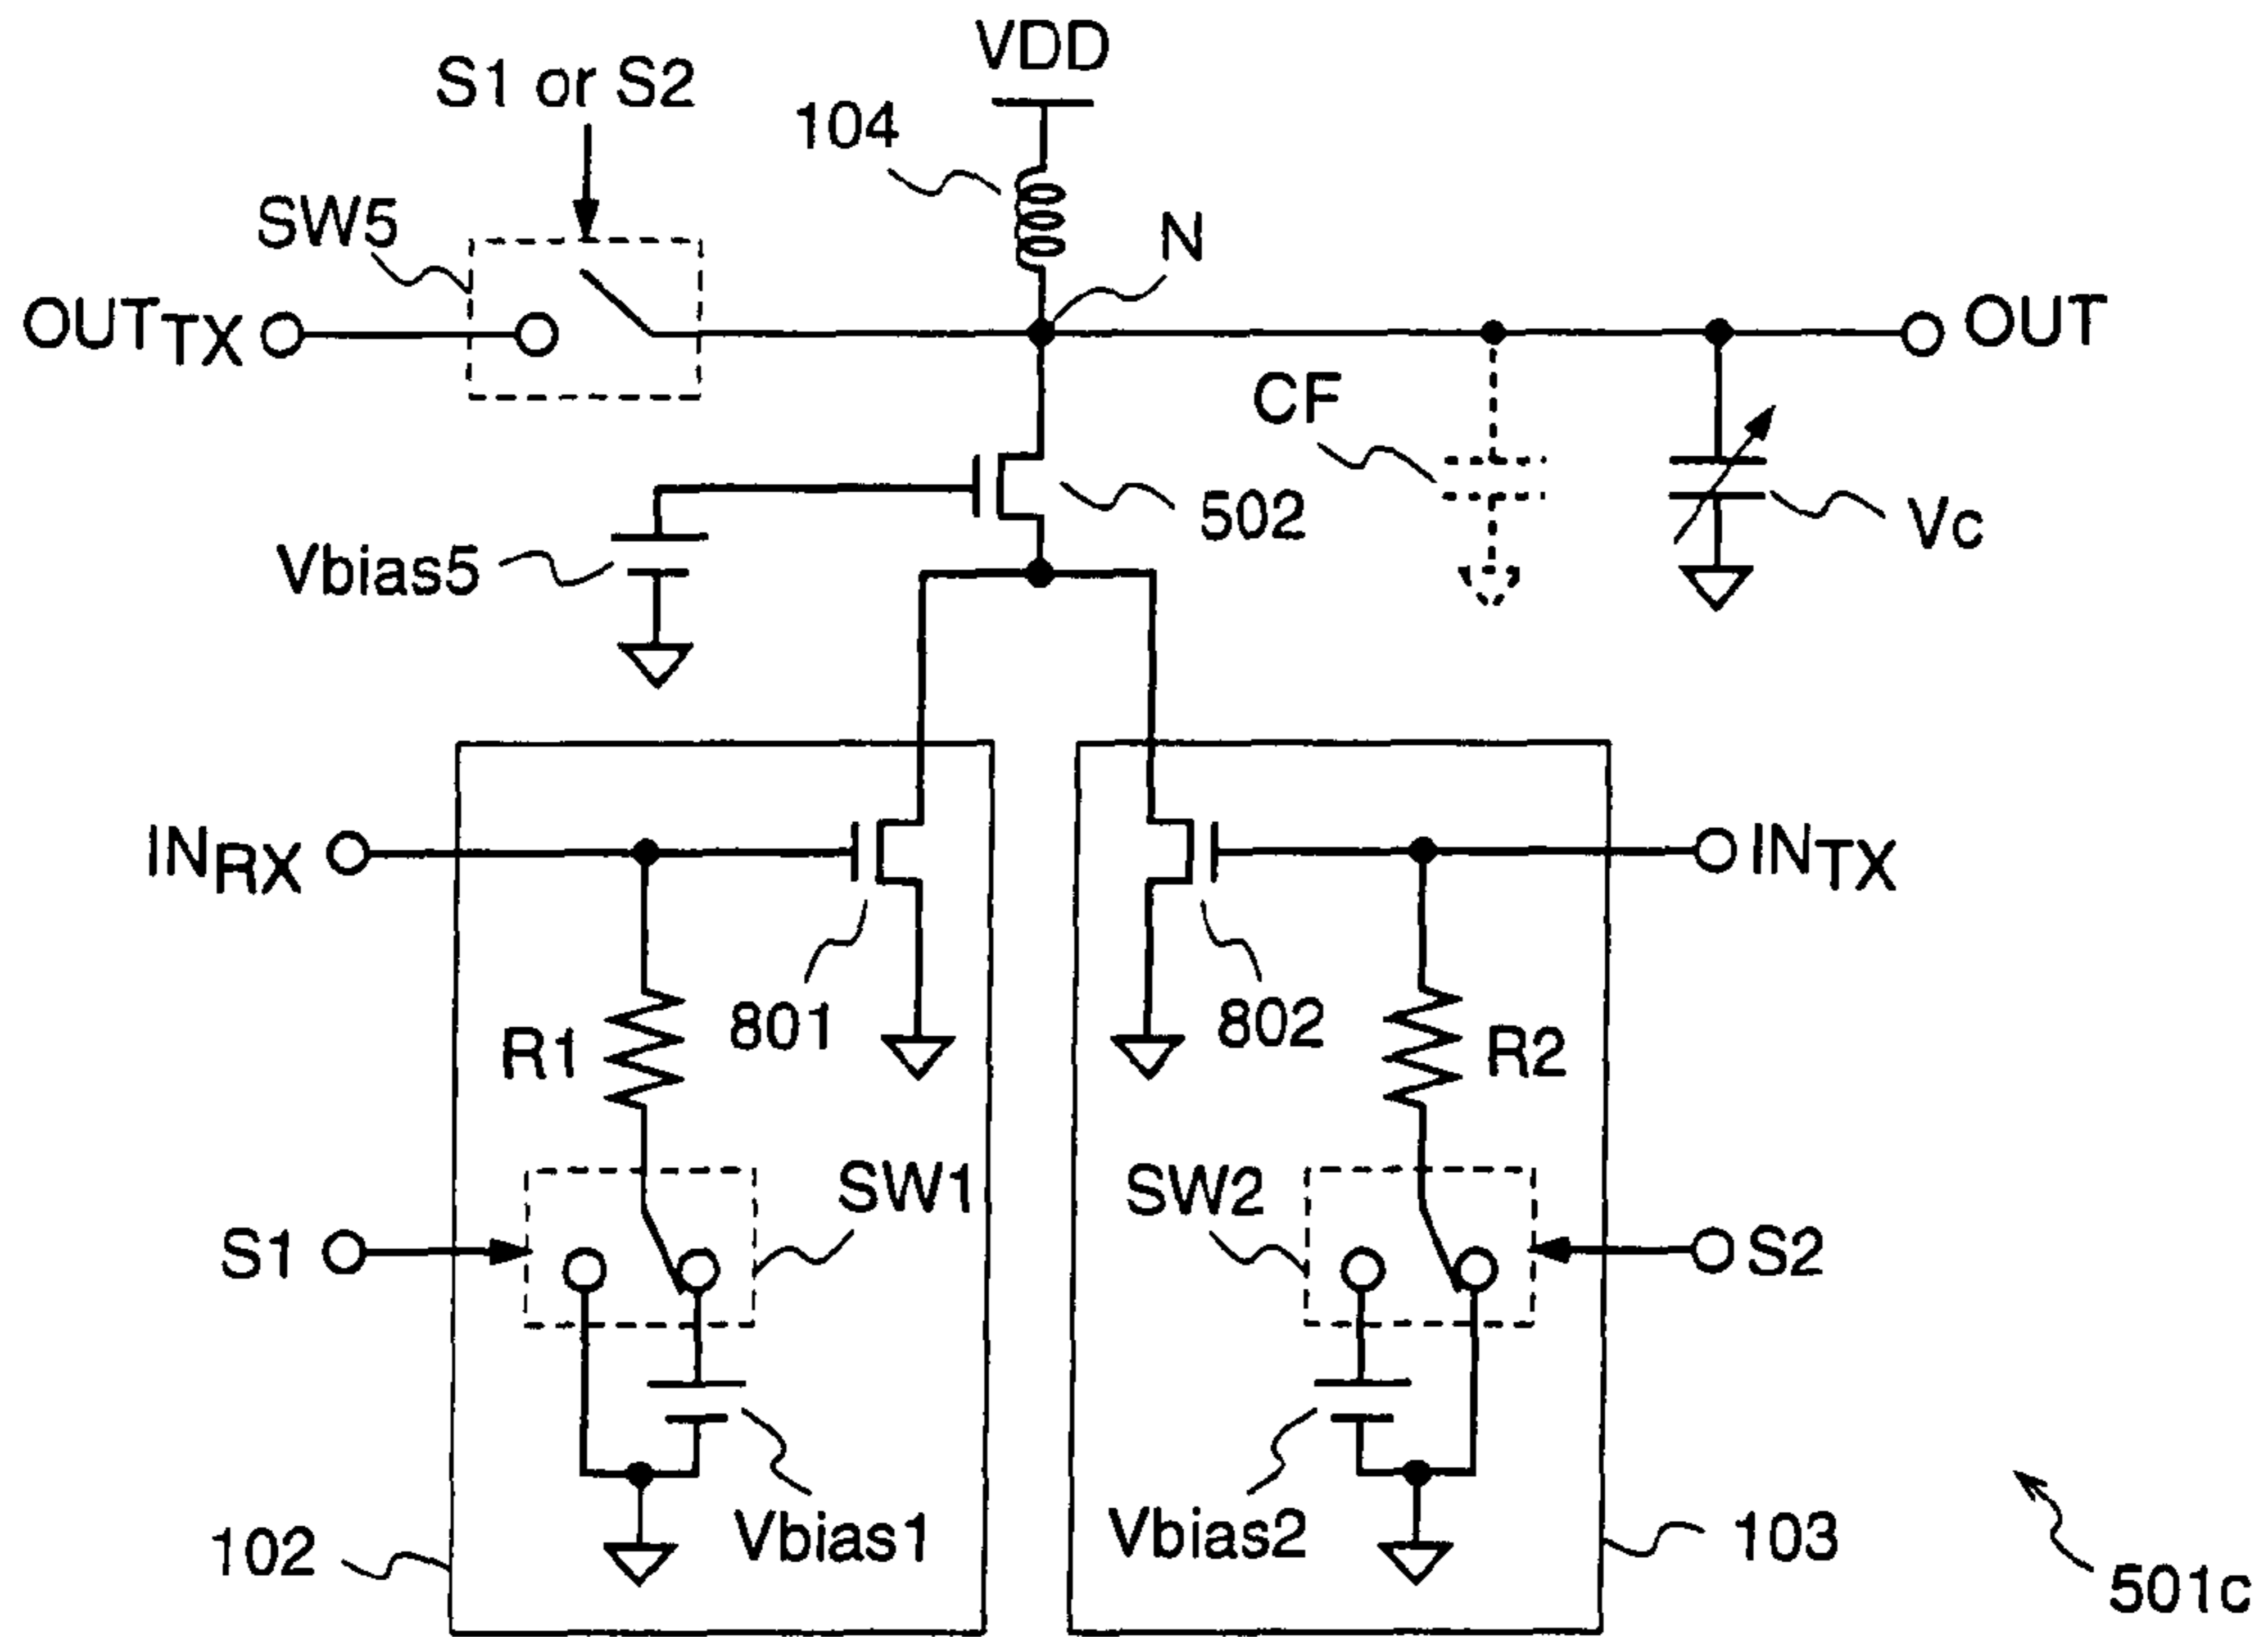 VDD
S1 or S2
104
SW5
N
OUTTX
OUT
CF
502
Vc
Vbias5
INRX
INTX
801
802
R1
R2
SW1
SW2
S1
S2
Vbias1
Vbias2
102
103
501c